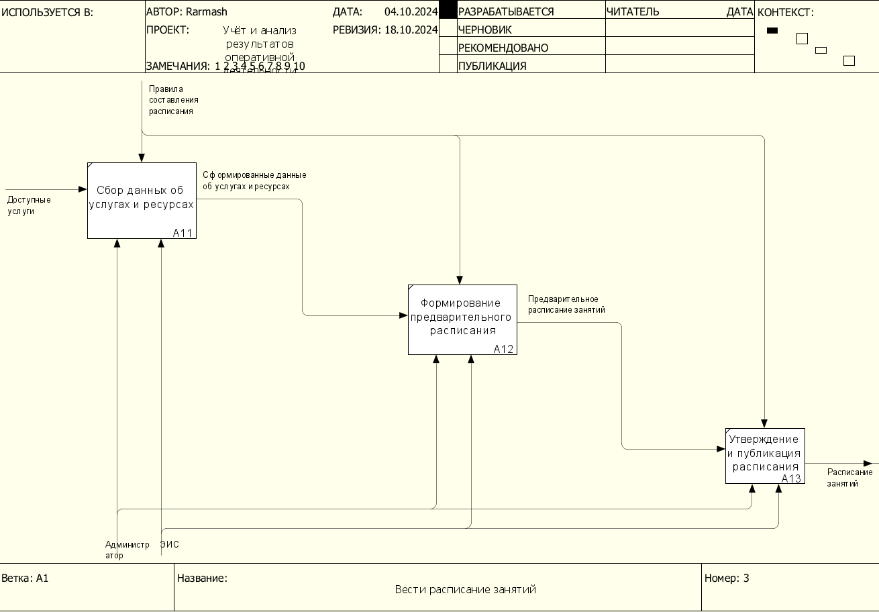 ИСПОЛЬЗУЕТСЯ В:
АВТОР: Rarmash
ДАТА: 04.10.2024
РАЗРАБАТЫВАЕТСЯ
ЧИТАТЕЛЬ
ДАТА
КОНТЕКСТ:
ПРОЕКТ:
Учёт и анализ
результатов
оперативной
деятельности
РЕВИЗИЯ: 18.10.2024
ЧЕРНОВИК
РЕКОМЕНДОВАНО
ЗАМЕЧАНИЯ: 1 2 3 4 5 6 7 8 9 10
ПУБЛИКАЦИЯ
Правила
составления
расписания
Доступные
услуги
Сбор данных об
услугах и ресурсах
A11
Сформированные данные
об услугах и ресурсах
Формирование
предварительного
расписания
A12
Предварительное
расписание занятий
Утверждение
и публикация
расписания
A13
Расписание
занятий
Администр
атор
ЭИС
Ветка: A1
Название:
Вести расписание занятий
Номер: 3